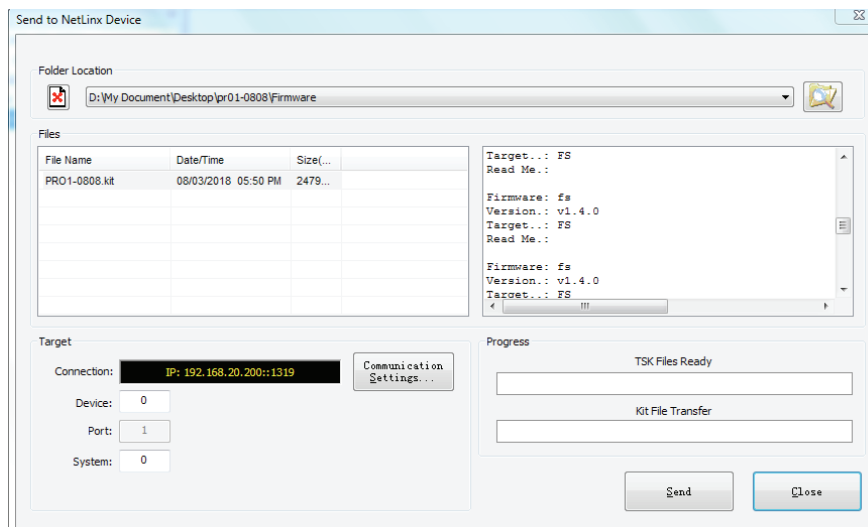 Send to NetLinx Device
Folder Location
D:\My Document\Desktop\pr01-0808\Firmware
Files
File Name Date/Time Size(...
PRO1-0808.kit 08/03/2018 05:50 PM 2479...
Target..: FS
Read Me.:
Firmware: fs
Version.: v1.4.0
Target..: FS
Read Me.:
Firmware: fs
Version.: v1.4.0
Target..: FS
Target
Connection: IP: 192.168.20.200::1319
Communication
Settings...
Device: 0
Port: 1
System: 0
Progress
TSK Files Ready
Kit File Transfer
Send
Close